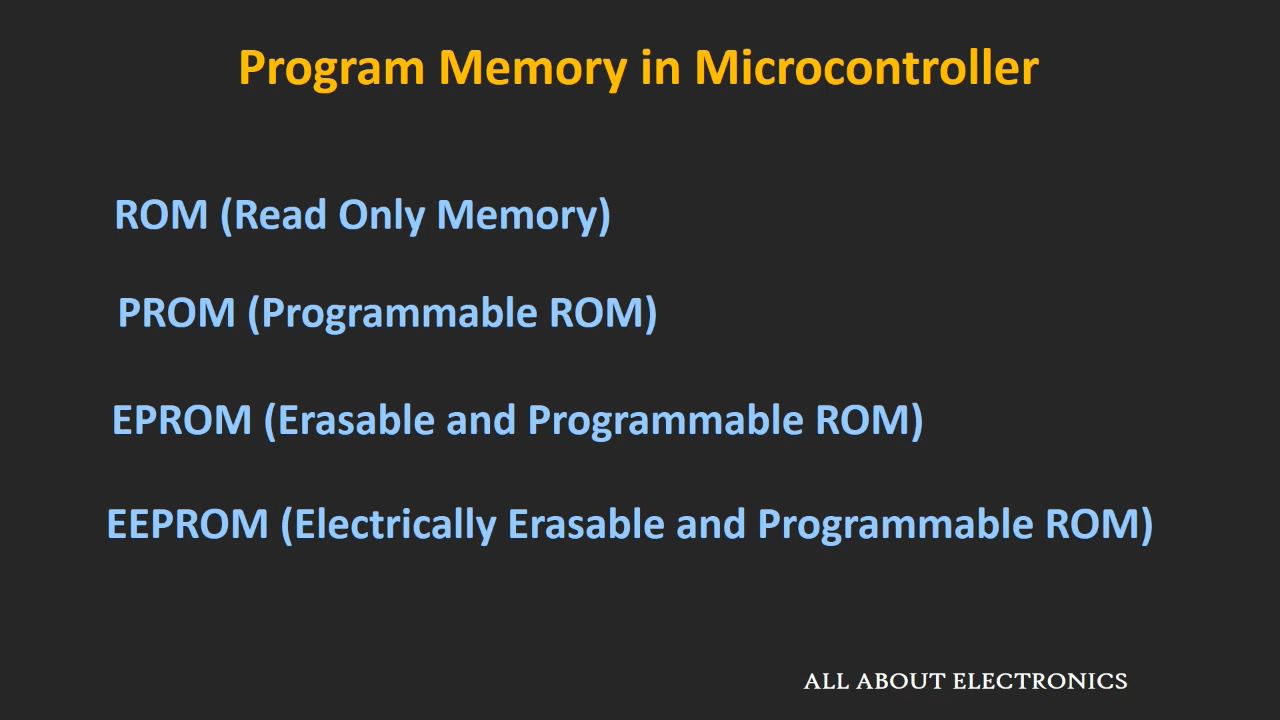 Program Memory in Microcontroller
ROM (Read Only Memory)
PROM (Programmable ROM)
EPROM (Erasable and Programmable ROM)
EEPROM (Electrically Erasable and Programmable ROM)
ALL ABOUT ELECTRONICS